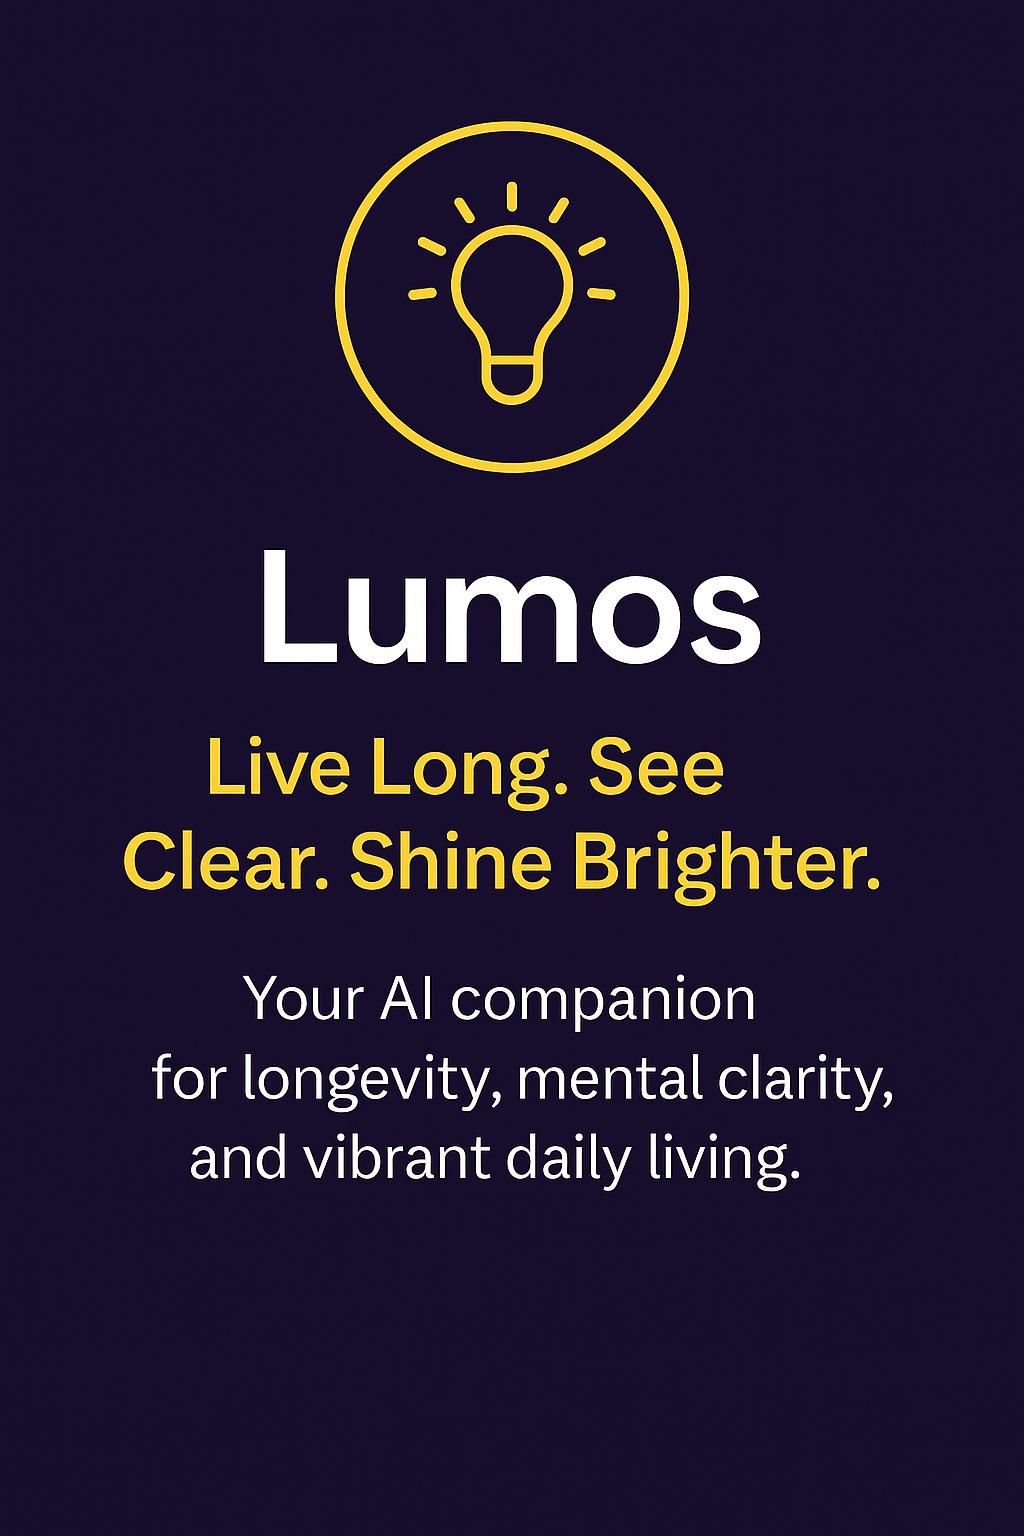 Lumos
Live Long. See
Clear. Shine Brighter.
Your AI companion
for longevity, mental clarity,
and vibrant daily living.